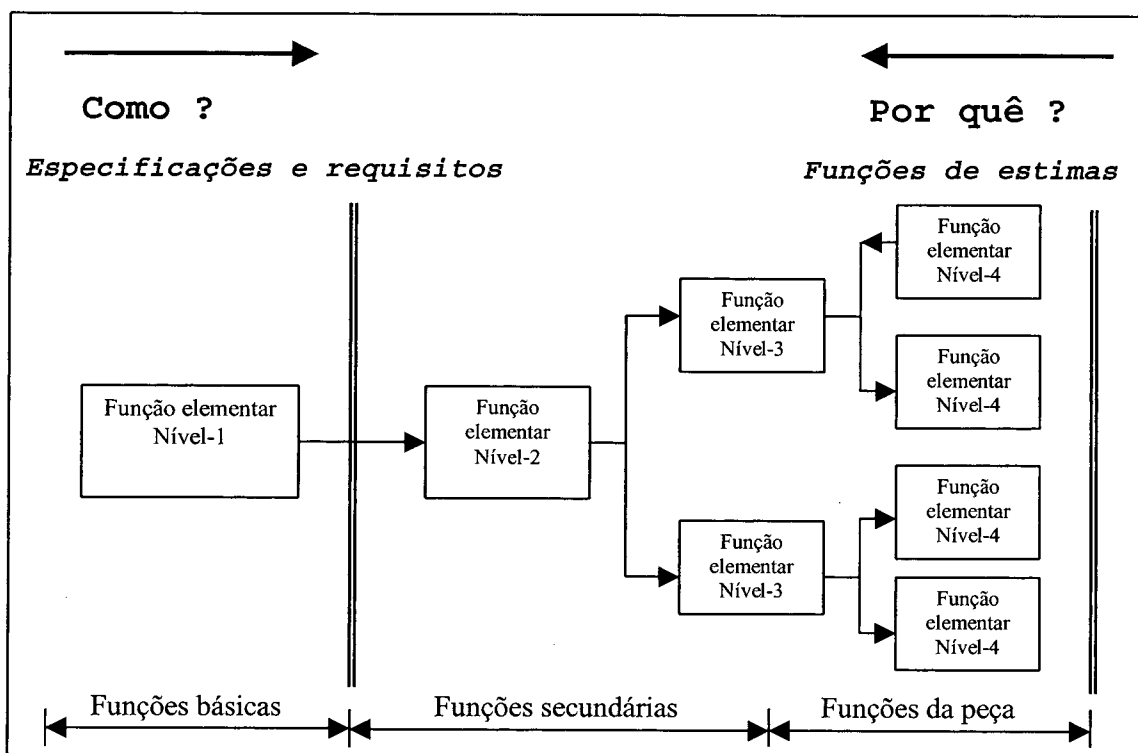 Como ?
Por quê ?
Especificações e requisitos
Funções de estimas
Função elementar
Nível-1
Função
elementar
Nível-2
Função
elementar
Nível-3
Função
elementar
Nível-3
Função
elementar
Nível-4
Função
elementar
Nível-4
Função
elementar
Nível-4
Função
elementar
Nível-4
Funções básicas
Funções secundárias
Funções da peça